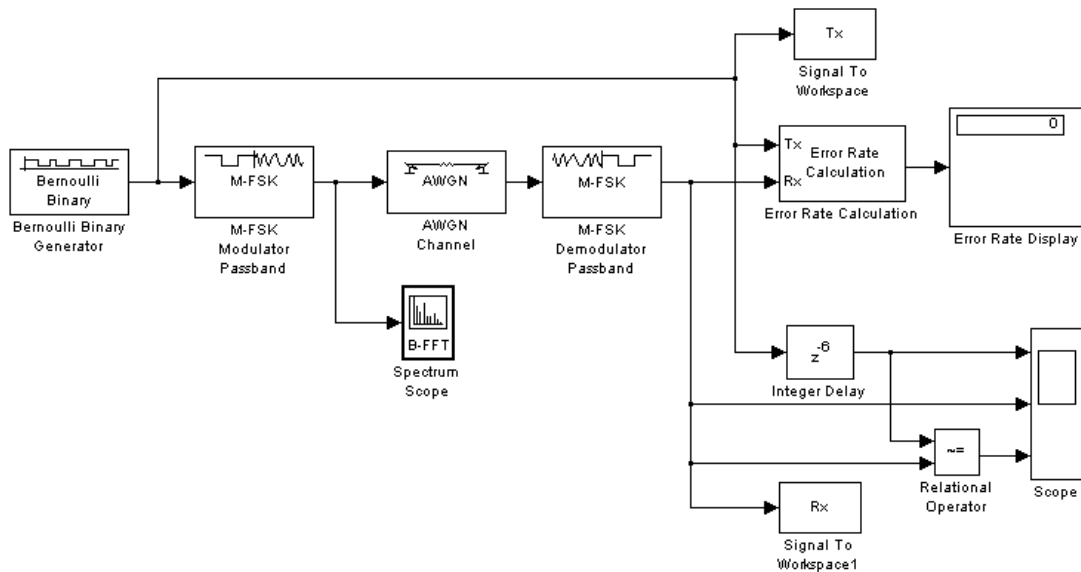 Tx
Signal To
Workspace
0
Tx
Rx
Error Rate
Calculation
Error Rate Calculation
Error Rate Display
Bernoulli
Binary
Bernoulli Binary
Generator
M-FSK
M-FSK
Modulator
Passband
AWGN
AWGN
Channel
M-FSK
M-FSK
Demodulator
Passband
B-FFT
Spectrum
Scope
z-6
Integer Delay
~=
Relational
Operator
Scope
Rx
Signal To
Workspace1